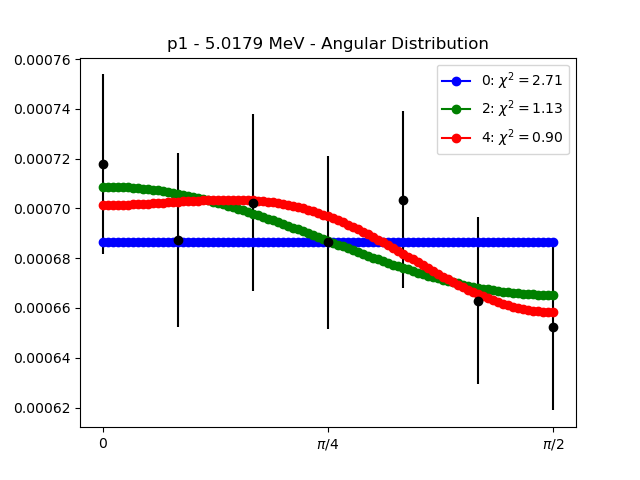 p1 - 5.0179 MeV - Angular Distribution
0: χ² = 2.71
2: χ² = 1.13
4: χ² = 0.90
0.00076
0.00074
0.00072
0.00070
0.00068
0.00066
0.00064
0.00062
0 π/4 π/2